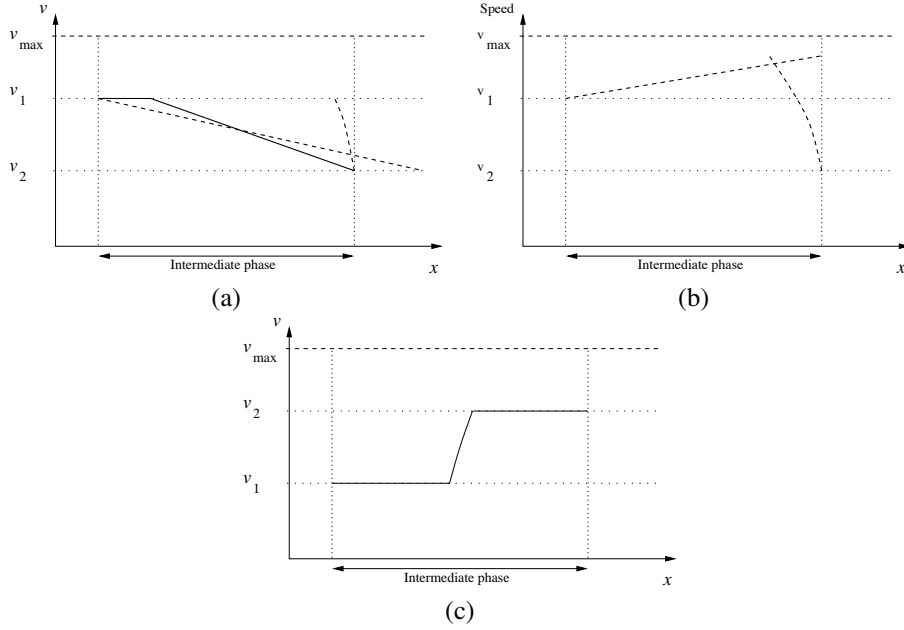 v
v max
v 1
v 2
Intermediate phase
x
(a)
Speed
v max
v 1
v 2
Intermediate phase
x
(b)
v
v max
v 2
v 1
Intermediate phase
x
(c)